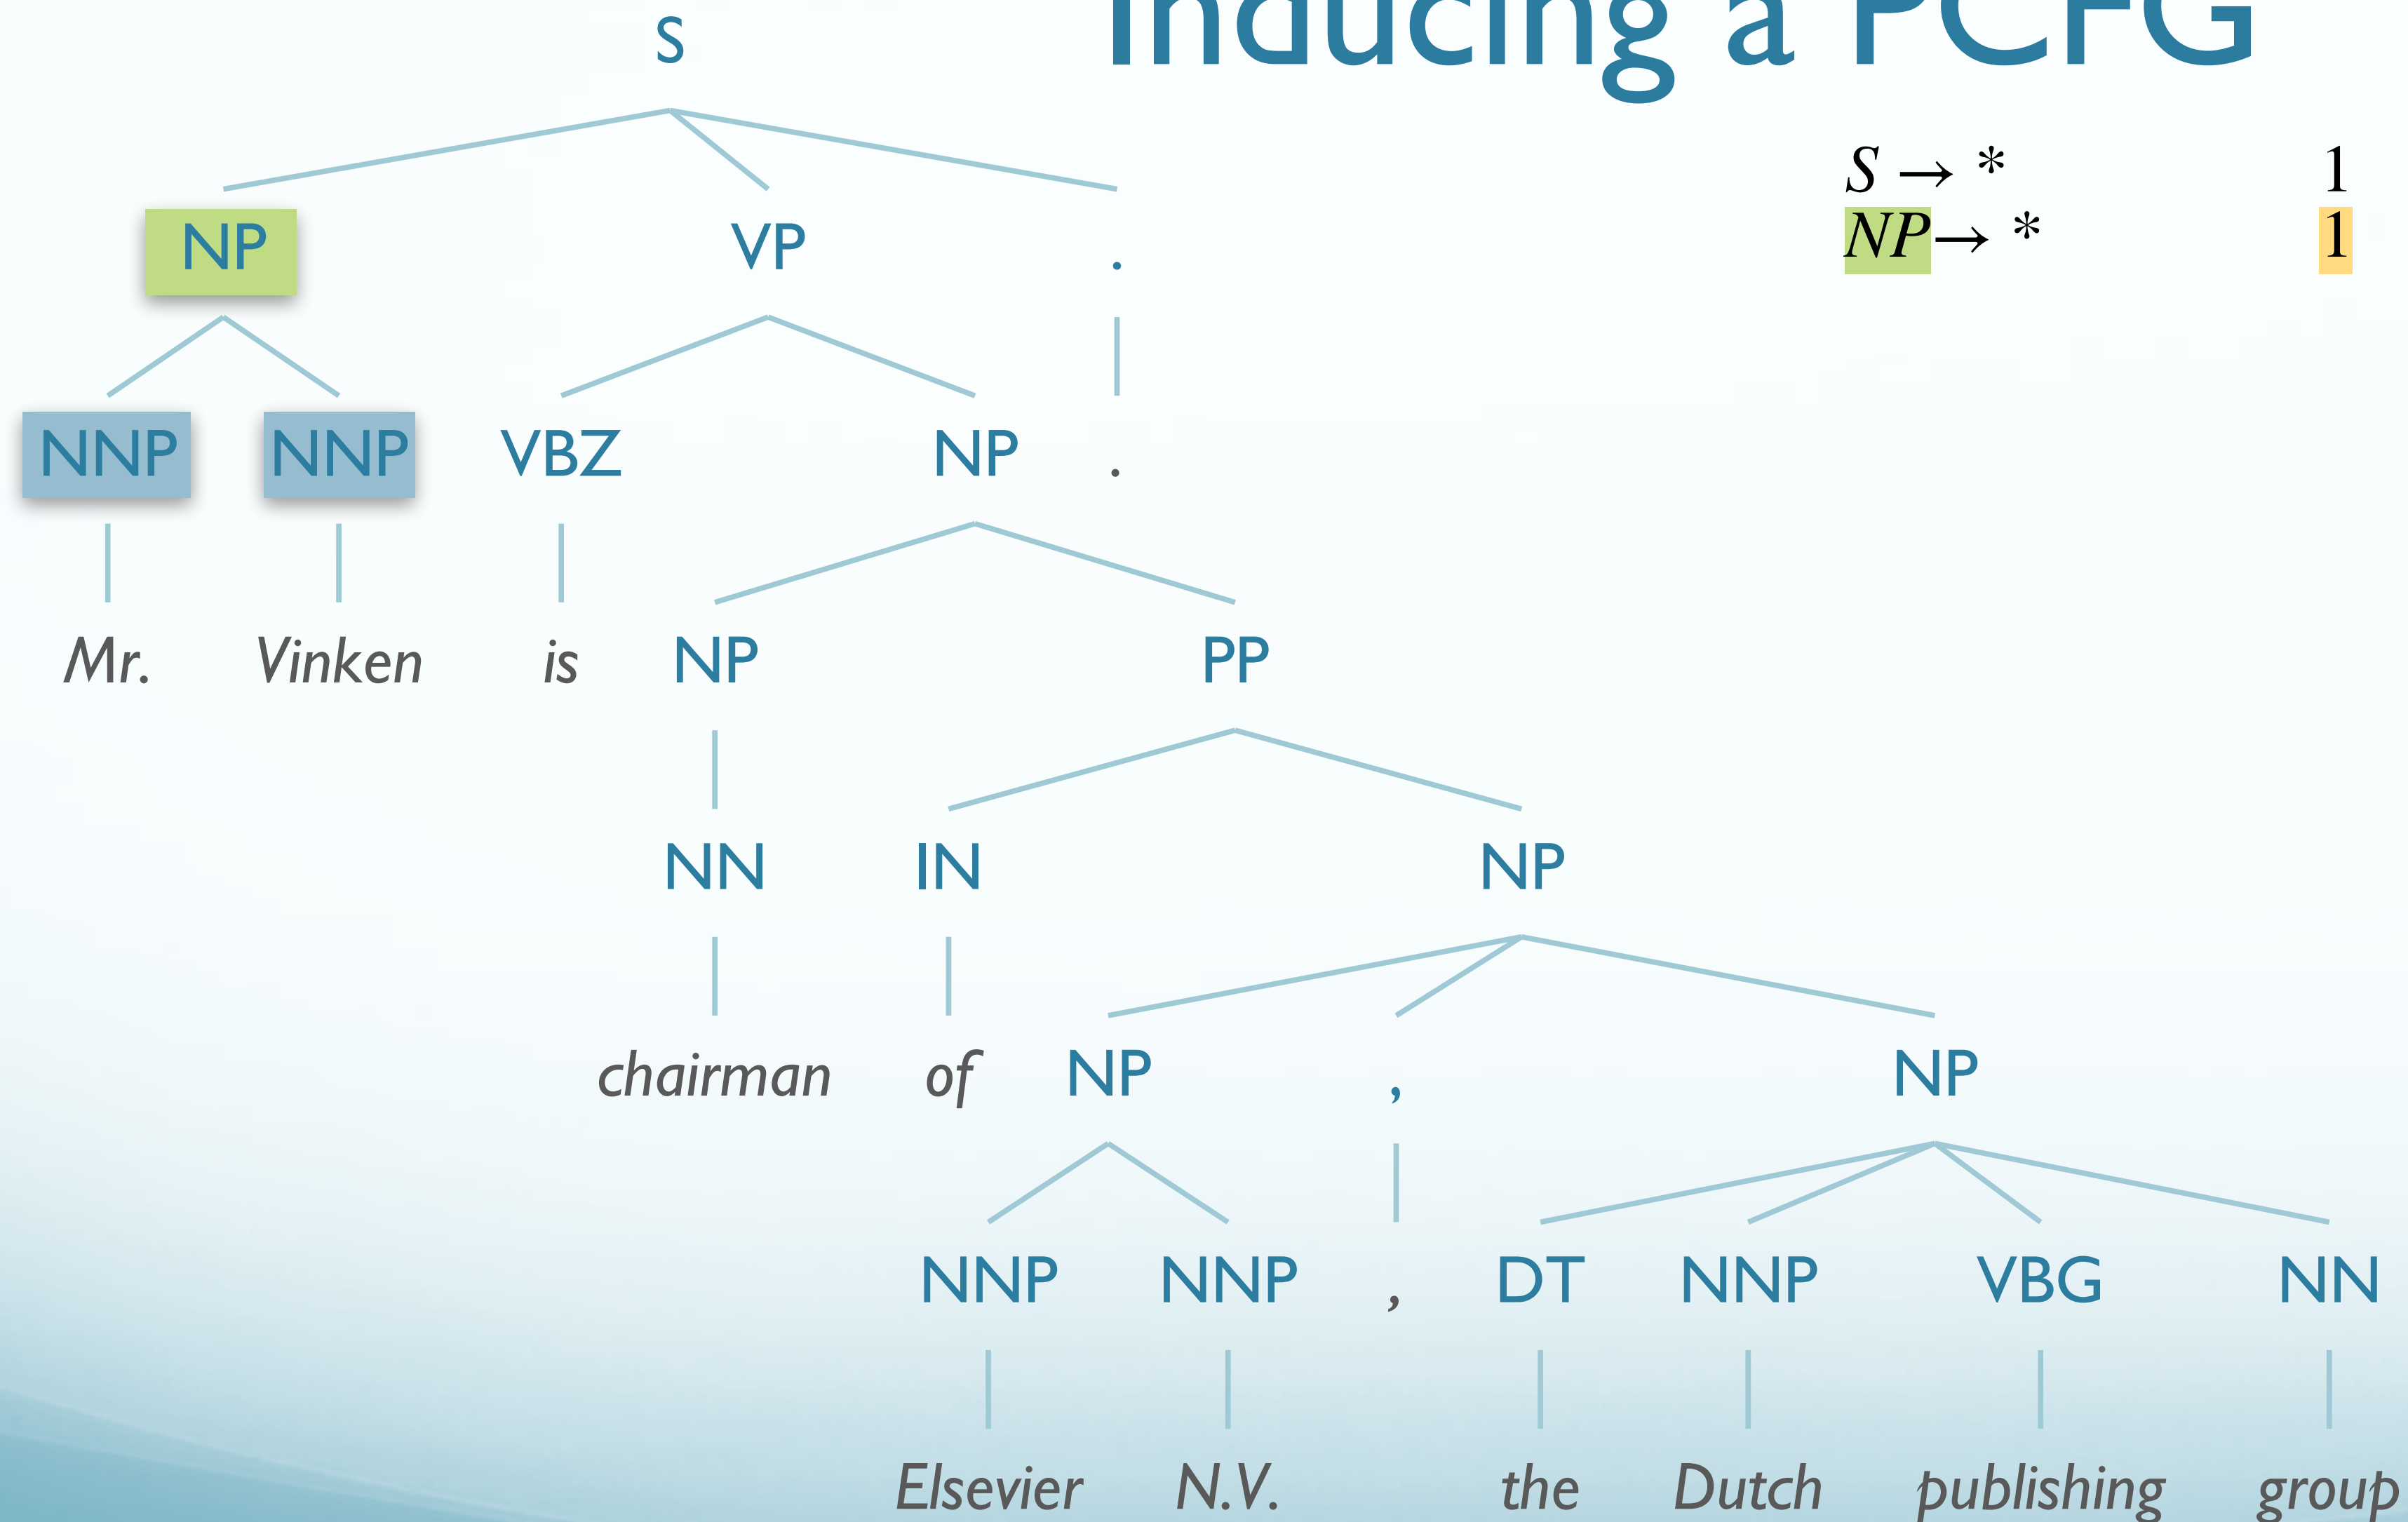 Inducing a PCFG
S
S → * 1
NP → * 1
NP VP .
NNP NNP VBZ NP .
Mr. Vinken is NP PP
NN IN NP
chairman of NP , NP
NNP NNP , DT NNP VBG NN
Elsevier N.V. the Dutch publishing group